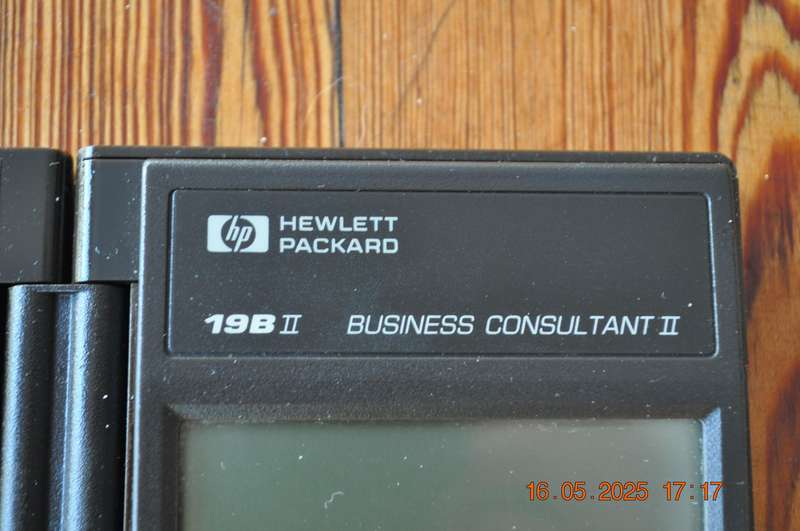 hp HEWLETT
PACKARD
19B II BUSINESS CONSULTANT II
16.05.2025 17:17